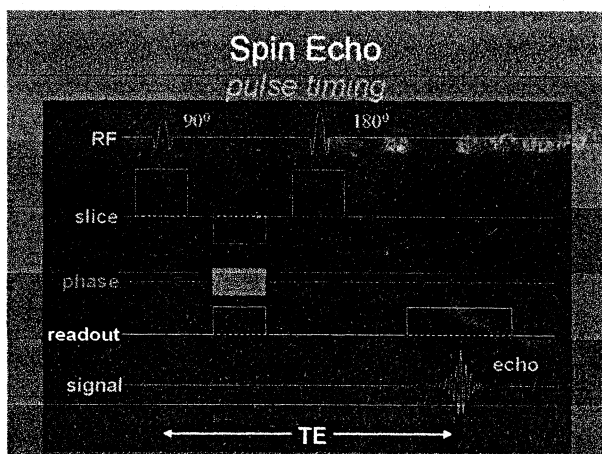 Spin Echo
pulse timing
90º 180º
RF
slice
phase
readout
echo
signal
TE